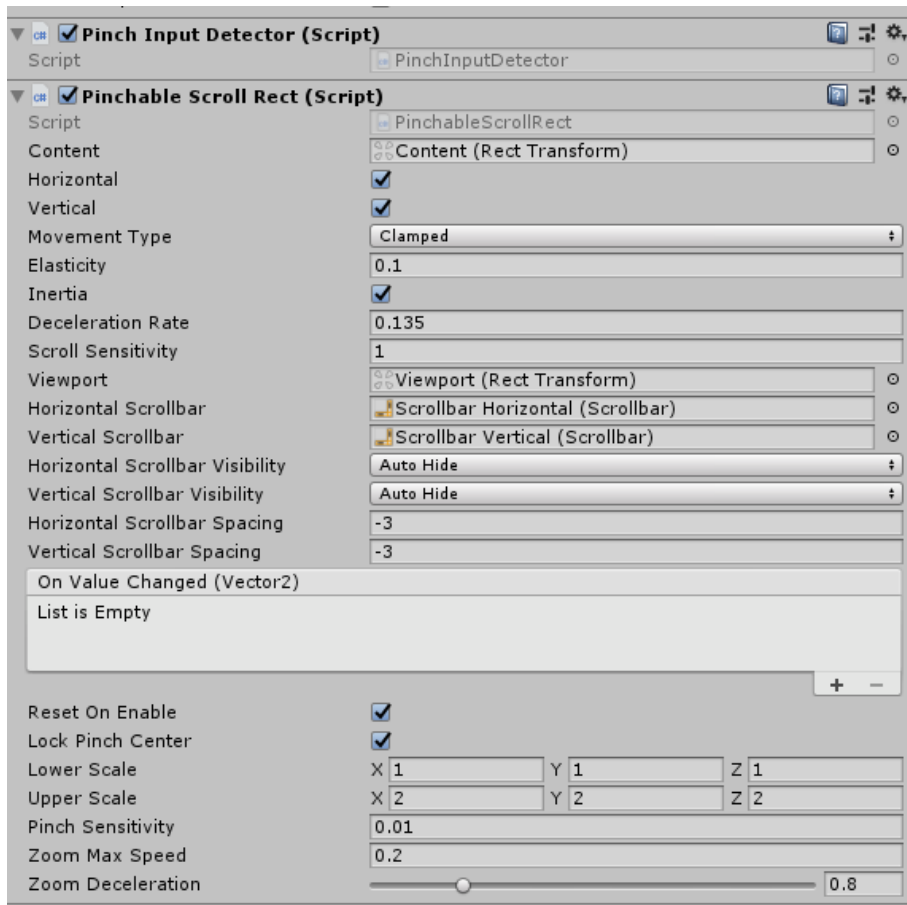 Pinch Input Detector (Script)
Script PinchInputDetector
Pinchable Scroll Rect (Script)
Script PinchableScrollRect
Content Content (Rect Transform)
Horizontal
Vertical
Movement Type Clamped
Elasticity 0.1
Inertia
Deceleration Rate 0.135
Scroll Sensitivity 1
Viewport Viewport (Rect Transform)
Horizontal Scrollbar Scrollbar Horizontal (Scrollbar)
Vertical Scrollbar Scrollbar Vertical (Scrollbar)
Horizontal Scrollbar Visibility Auto Hide
Vertical Scrollbar Visibility Auto Hide
Horizontal Scrollbar Spacing -3
Vertical Scrollbar Spacing -3
On Value Changed (Vector2)
List is Empty
+ −
Reset On Enable
Lock Pinch Center
Lower Scale X 1 Y 1 Z 1
Upper Scale X 2 Y 2 Z 2
Pinch Sensitivity 0.01
Zoom Max Speed 0.2
Zoom Deceleration 0.8